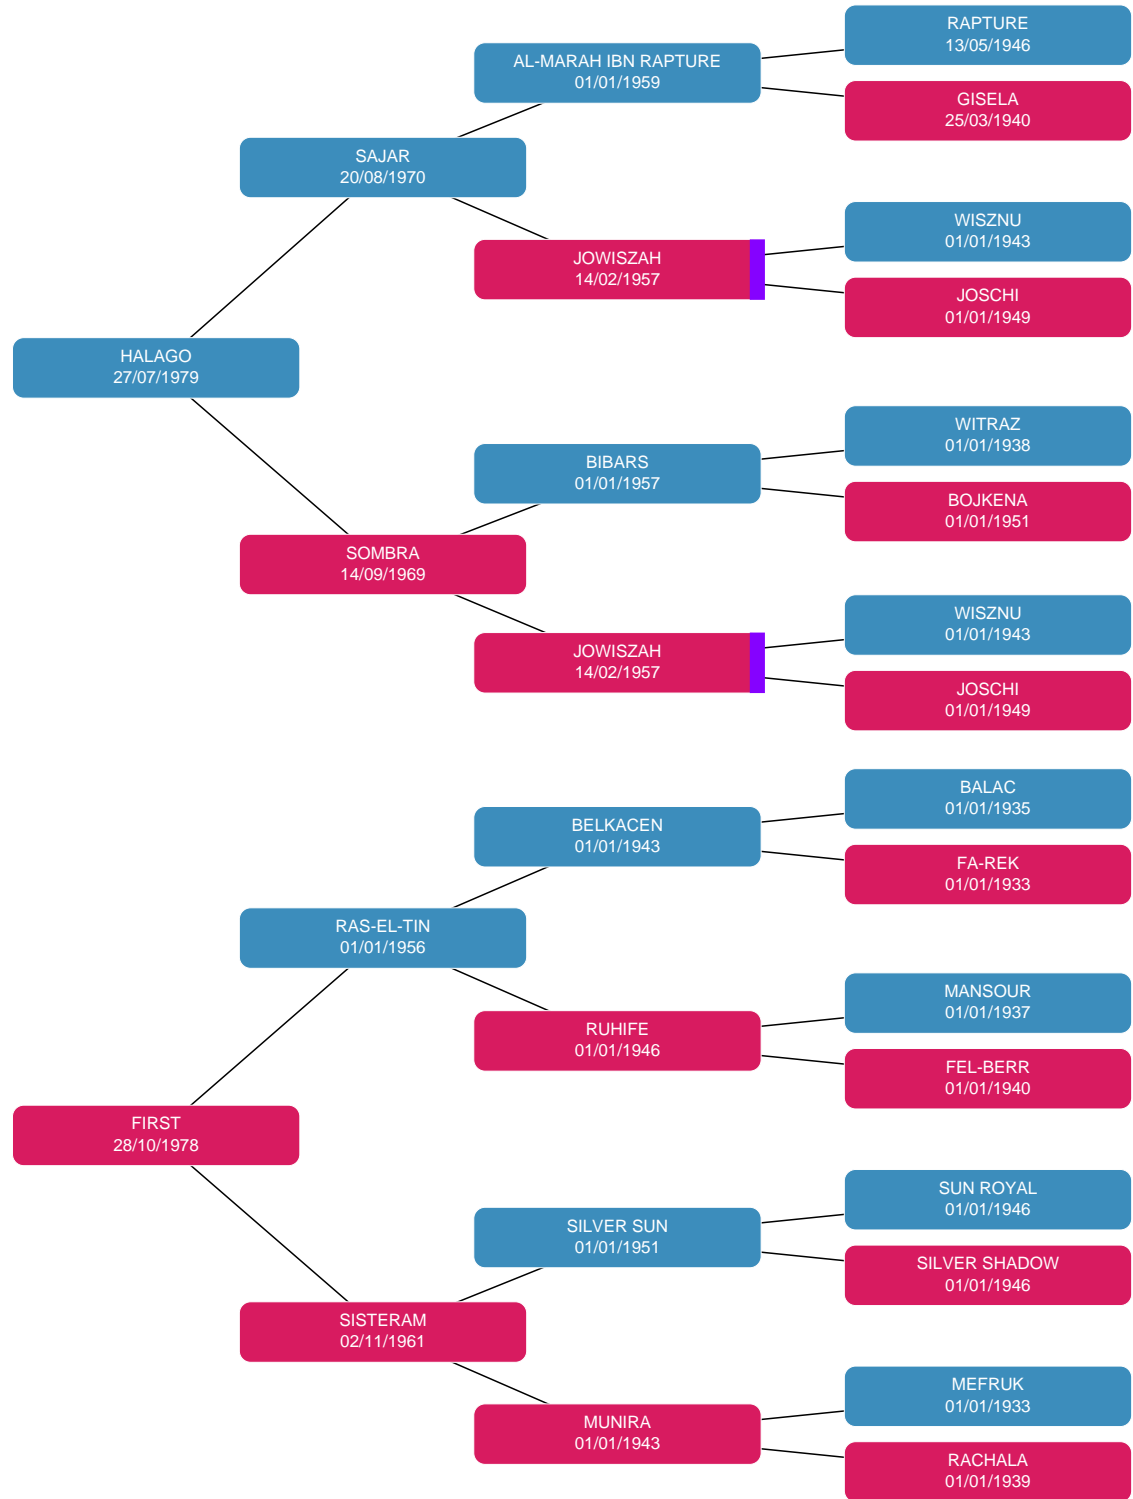 RAPTURE
13/05/1946
AL-MARAH IBN RAPTURE
01/01/1959
GISELA
25/03/1940
SAJAR
20/08/1970
WISZNU
01/01/1943
JOWISZAH
14/02/1957
JOSCHI
01/01/1949
HALAGO
27/07/1979
WITRAZ
01/01/1938
BIBARS
01/01/1957
BOJKENA
01/01/1951
SOMBRA
14/09/1969
WISZNU
01/01/1943
JOWISZAH
14/02/1957
JOSCHI
01/01/1949
BALAC
01/01/1935
BELKACEN
01/01/1943
FA-REK
01/01/1933
RAS-EL-TIN
01/01/1956
MANSOUR
01/01/1937
RUHIFE
01/01/1946
FEL-BERR
01/01/1940
FIRST
28/10/1978
SUN ROYAL
01/01/1946
SILVER SUN
01/01/1951
SILVER SHADOW
01/01/1946
SISTERAM
02/11/1961
MEFRUK
01/01/1933
MUNIRA
01/01/1943
RACHALA
01/01/1939